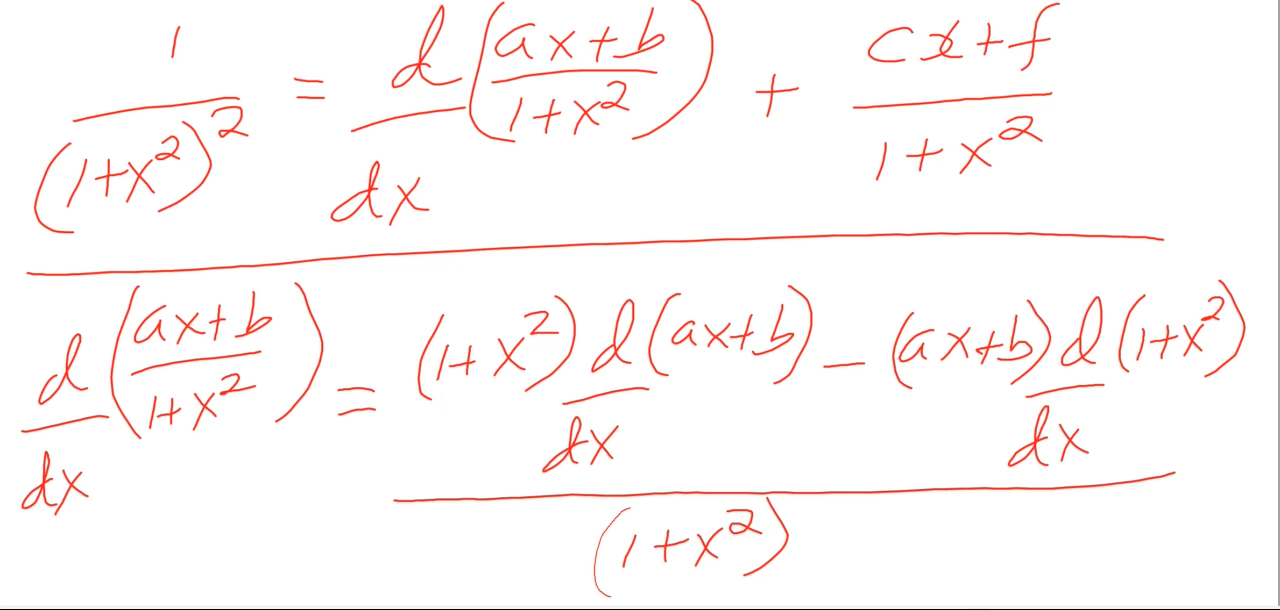 1/(1+x²)² = d/dx((ax+b)/(1+x²)) + (cx+f)/(1+x²)
d/dx((ax+b)/(1+x²)) = ((1+x²) d/dx(ax+b) − (ax+b) d/dx(1+x²))/(1+x²)